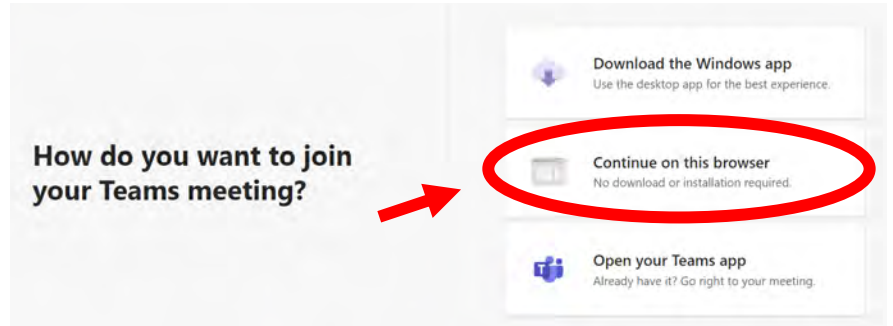 How do you want to join
your Teams meeting?
Download the Windows app
Use the desktop app for the best experience.
Continue on this browser
No download or installation required.
Open your Teams app
Already have it? Go right to your meeting.